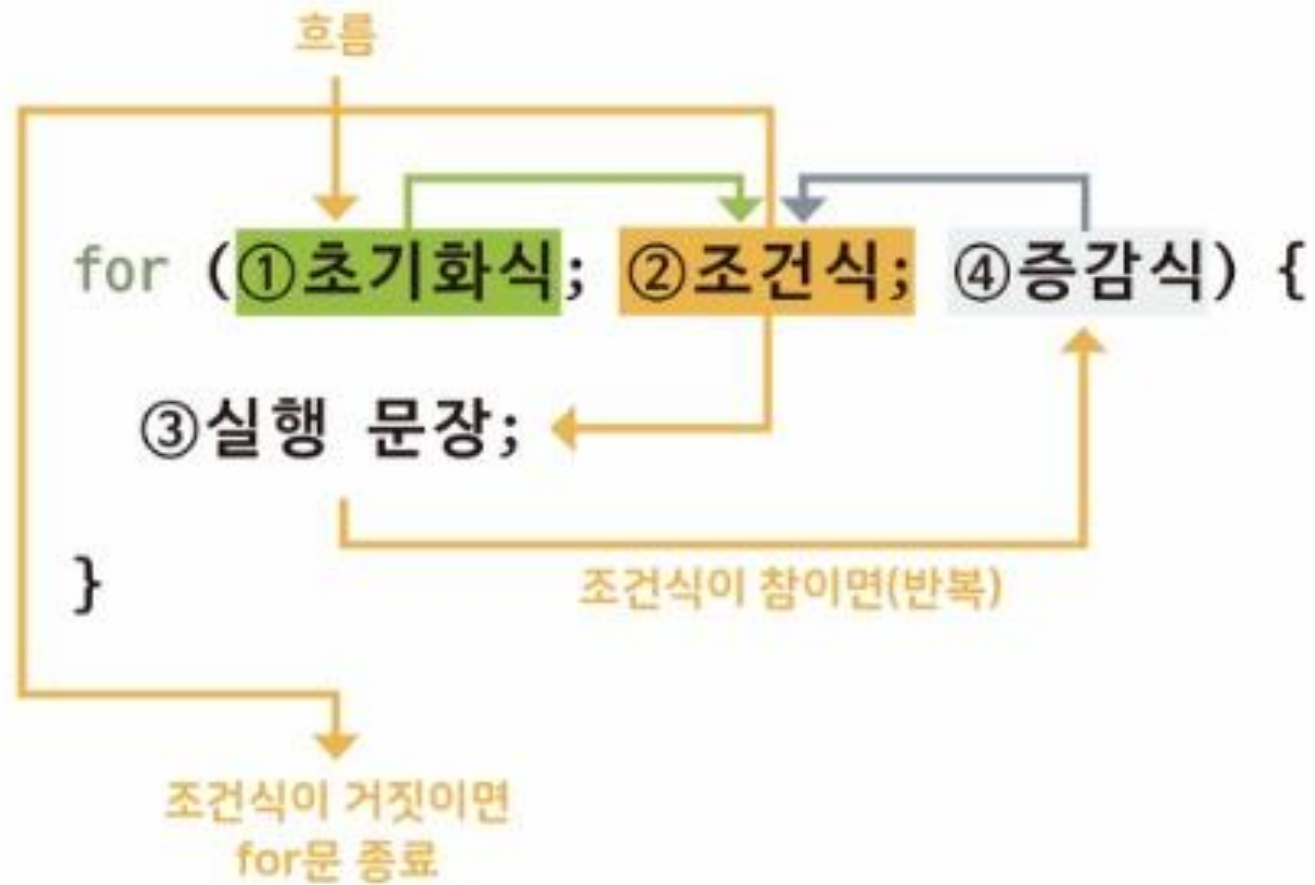 흐름
for (①초기화식; ②조건식; ④증감식) {
③실행 문장;
}
조건식이 참이면(반복)
조건식이 거짓이면
for문 종료